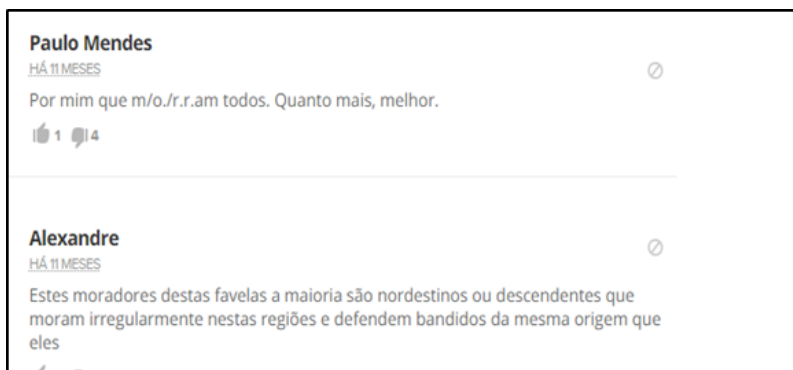 Paulo Mendes
HÁ 11 MESES
Por mim que m/o./r.r.am todos. Quanto mais, melhor.
1 4
Alexandre
HÁ 11 MESES
Estes moradores destas favelas a maioria são nordestinos ou descendentes que
moram irregularmente nestas regiões e defendem bandidos da mesma origem que
eles